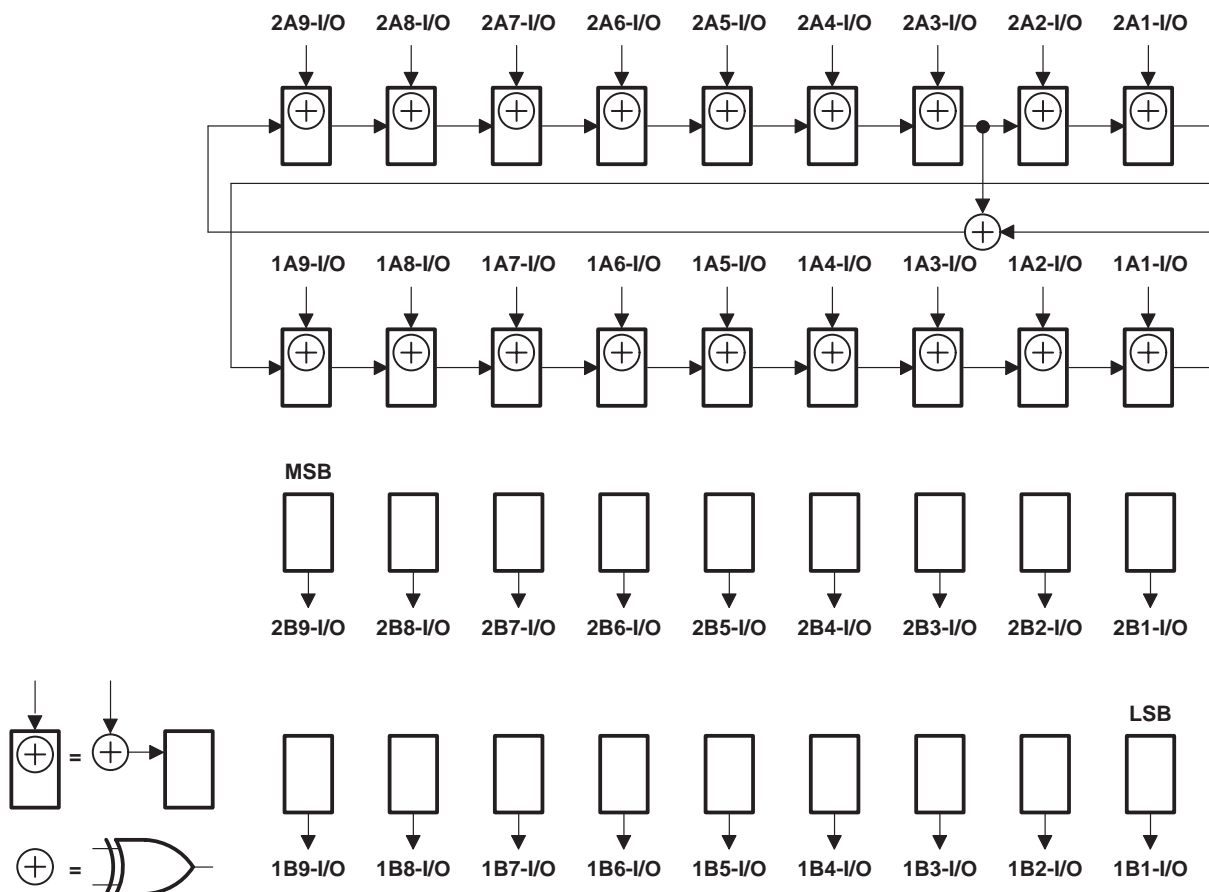 2A9-I/O 2A8-I/O 2A7-I/O 2A6-I/O 2A5-I/O 2A4-I/O 2A3-I/O 2A2-I/O 2A1-I/O
1A9-I/O 1A8-I/O 1A7-I/O 1A6-I/O 1A5-I/O 1A4-I/O 1A3-I/O 1A2-I/O 1A1-I/O
MSB
2B9-I/O 2B8-I/O 2B7-I/O 2B6-I/O 2B5-I/O 2B4-I/O 2B3-I/O 2B2-I/O 2B1-I/O
LSB
=
=
1B9-I/O 1B8-I/O 1B7-I/O 1B6-I/O 1B5-I/O 1B4-I/O 1B3-I/O 1B2-I/O 1B1-I/O